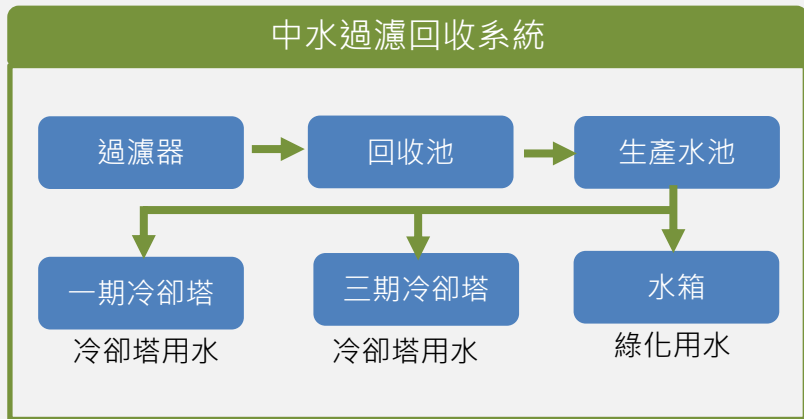 中水過濾回收系統
過濾器
回收池
生產水池
一期冷卻塔
三期冷卻塔
水箱
冷卻塔用水
冷卻塔用水
綠化用水